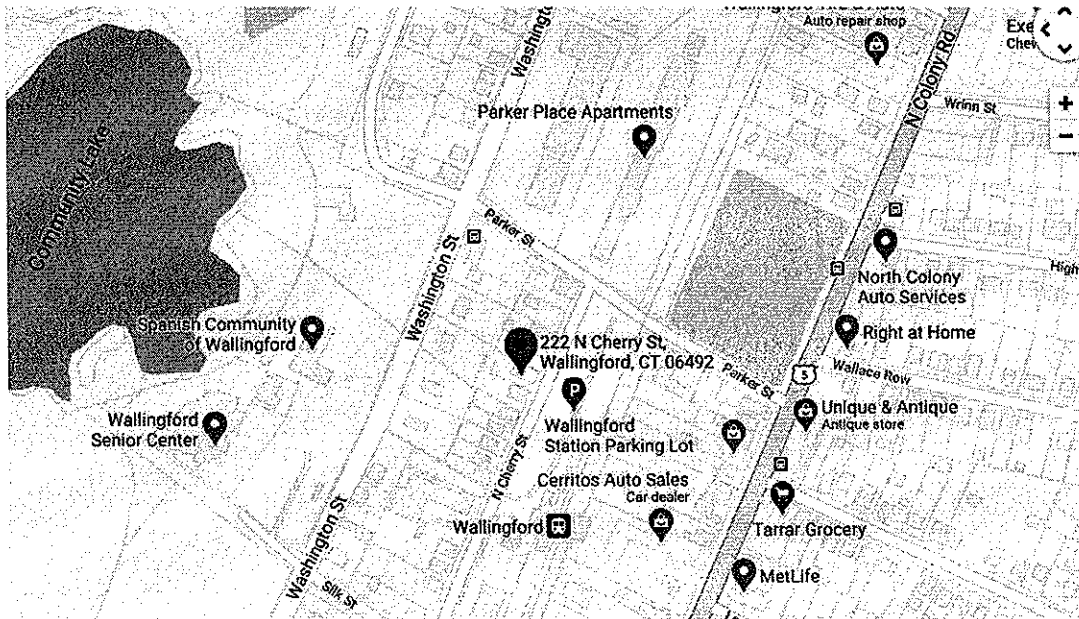 Auto repair shop
Exe
Washington
N Colony Rd
Wrinn St
Parker Place Apartments
+
−
Community Lake
Parker St
Washington St
High
North Colony
Auto Services
Spanish Community
of Wallingford
222 N Cherry St,
Wallingford, CT 06492
Right at Home
5
Wallace Row
Parker St
P
Wallingford
Senior Center
Wallingford
Station Parking Lot
Unique & Antique
Antique store
N Cherry St
Cerritos Auto Sales
Car dealer
Wallingford
Tarrar Grocery
Washington St
MetLife
Silk St